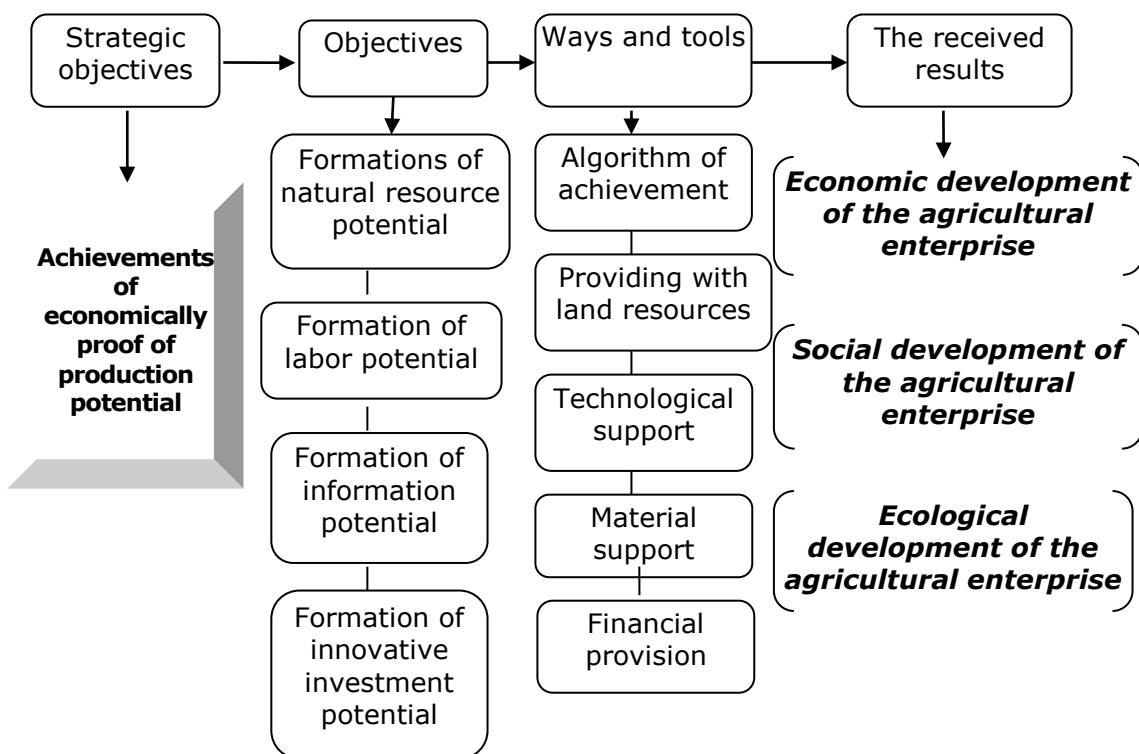 Strategic
objectives
Objectives
Ways and tools
The received
results
Achievements
of
economically
proof of
production
potential
Formations of
natural resource
potential
Formation of
labor potential
Formation of
information
potential
Formation of
innovative
investment
potential
Algorithm of
achievement
Providing with
land resources
Technological
support
Material
support
Financial
provision
Economic development
of the agricultural
enterprise
Social development of
the agricultural
enterprise
Ecological
development of the
agricultural enterprise